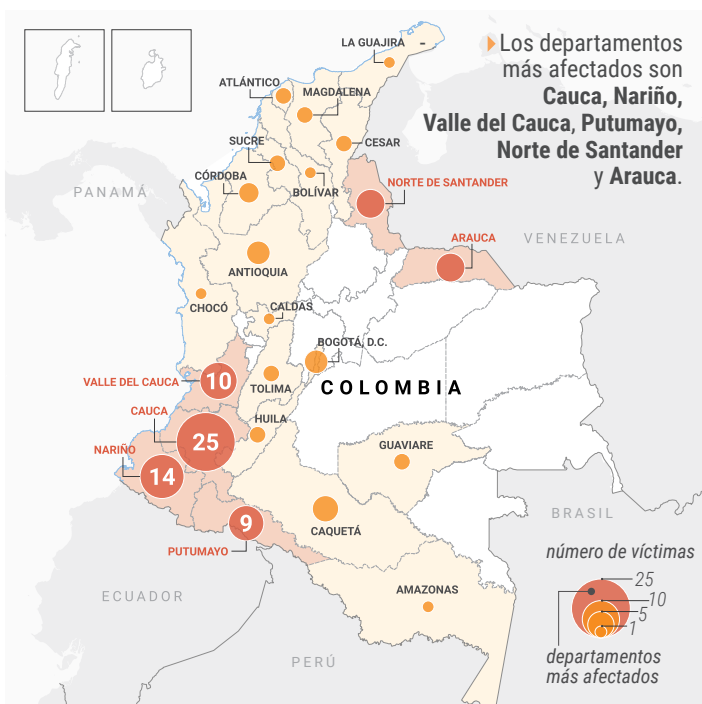 Los departamentos
más afectados son
Cauca, Nariño,
Valle del Cauca, Putumayo,
Norte de Santander
y Arauca.
LA GUAJIRA
ATLÁNTICO
MAGDALENA
SUCRE
CESAR
CÓRDOBA
BOLÍVAR
NORTE DE SANTANDER
PANAMÁ
ARAUCA
VENEZUELA
ANTIOQUIA
CHOCÓ
CALDAS
BOGOTÁ, D.C.
VALLE DEL CAUCA
10
TOLIMA
COLOMBIA
CAUCA
25
HUILA
NARIÑO
14
GUAVIARE
9
PUTUMAYO
CAQUETÁ
BRASIL
ECUADOR
AMAZONAS
PERÚ
número de víctimas
25
10
5
1
departamentos
más afectados